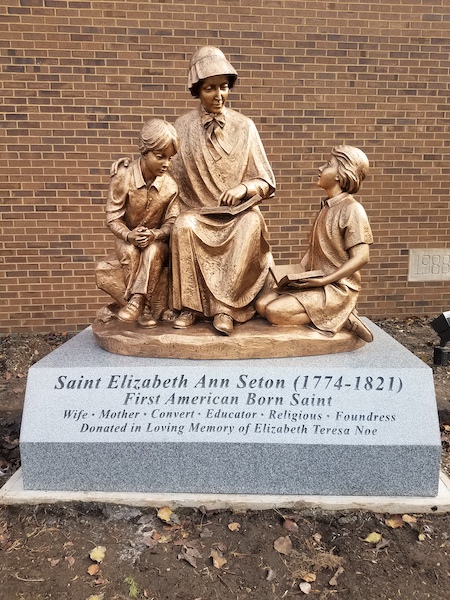 1988
Saint Elizabeth Ann Seton (1774-1821)
First American Born Saint
Wife · Mother · Convert · Educator · Religious · Foundress
Donated in Loving Memory of Elizabeth Teresa Noe